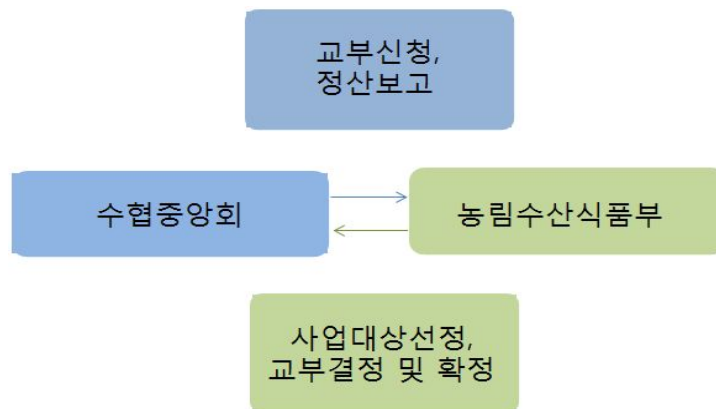 교부신청,
정산보고
수협중앙회
농림수산식품부
사업대상선정,
교부결정 및 확정